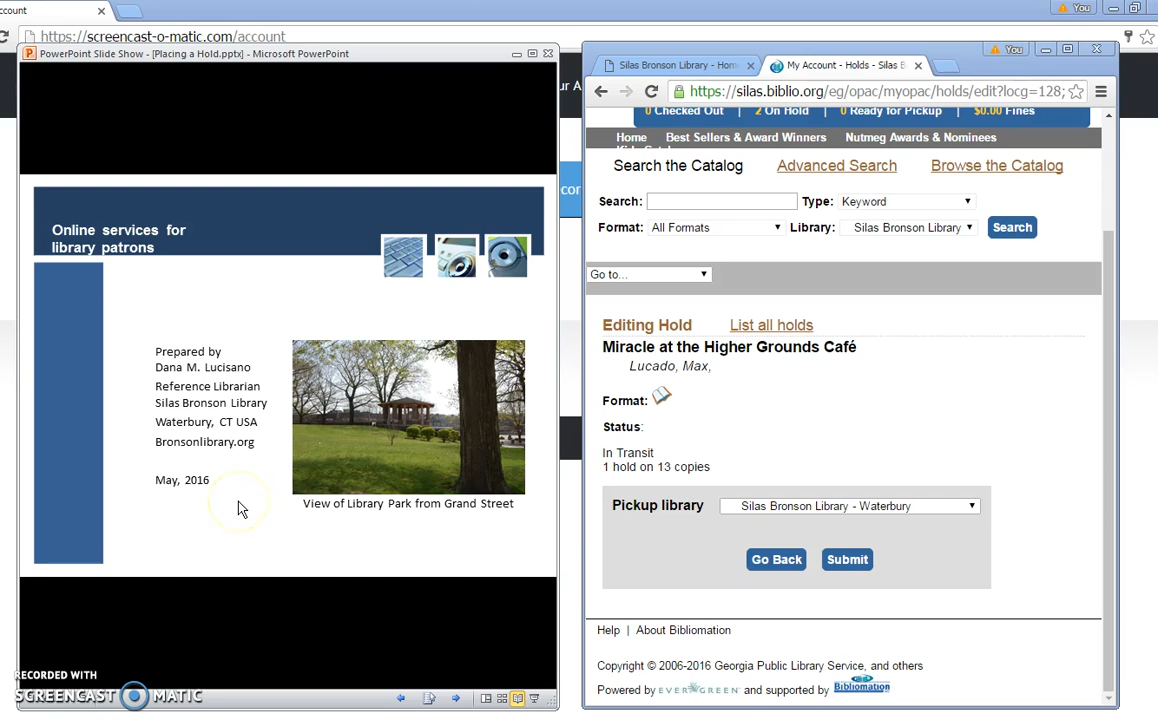 ccount
You
https://screencast-o-matic.com/account
PowerPoint Slide Show - [Placing a Hold.pptx] - Microsoft PowerPoint
Online services for
library patrons
Prepared by
Dana M. Lucisano
Reference Librarian
Silas Bronson Library
Waterbury, CT USA
Bronsonlibrary.org
May, 2016
View of Library Park from Grand Street
RECORDED WITH
SCREENCAST MATIC
ur A
cor
You
Silas Bronson Library - Hom
My Account - Holds - Silas B
https://silas.biblio.org/eg/opac/myopac/holds/edit?locg=128;
0 Checked Out | 2 On Hold | 0 Ready for Pickup | $0.00 Fines
Home Best Sellers & Award Winners Nutmeg Awards & Nominees
Search the Catalog Advanced Search Browse the Catalog
Search: Type: Keyword
Format: All Formats Library: Silas Bronson Library Search
Go to...
Editing Hold List all holds
Miracle at the Higher Grounds Café
Lucado, Max,
Format:
Status:
In Transit
1 hold on 13 copies
Pickup library Silas Bronson Library - Waterbury
Go Back Submit
Help | About Bibliomation
Copyright © 2006-2016 Georgia Public Library Service, and others
Powered by EVERGREEN and supported by Bibliomation